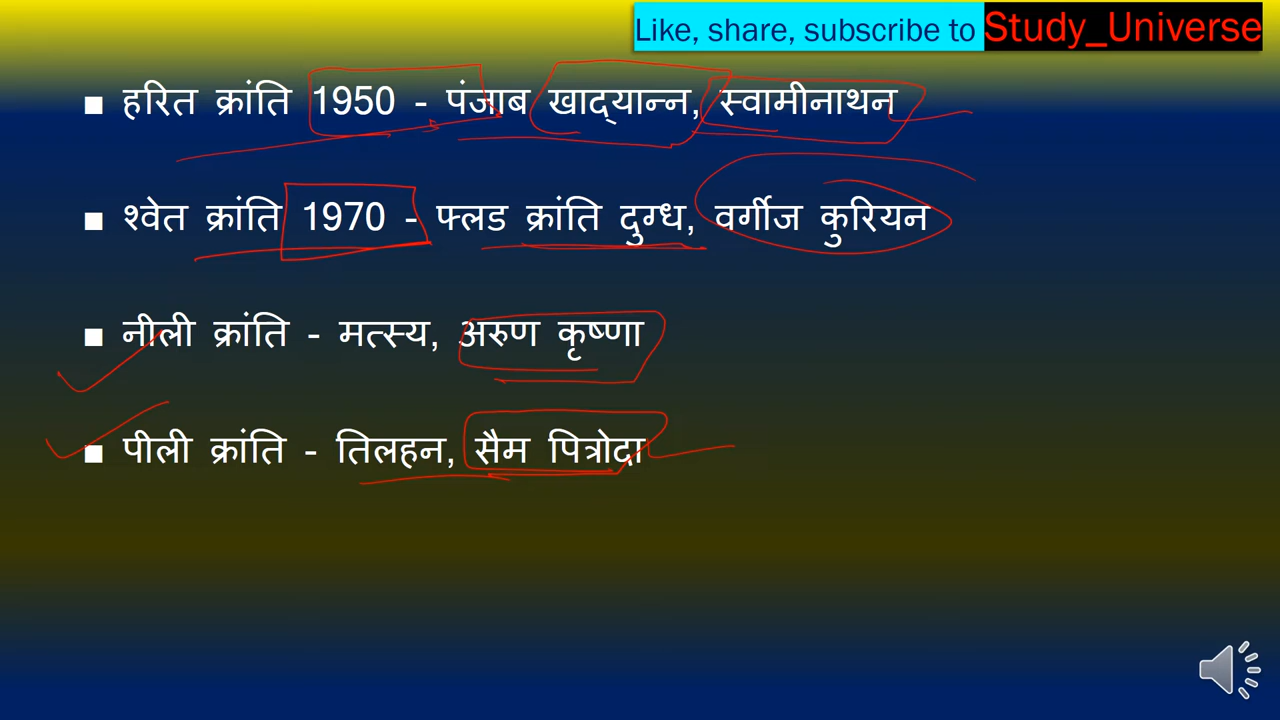 Like, share, subscribe to Study_Universe
▪ हरित क्रांति 1950 - पंजाब खाद्यान्न, स्वामीनाथन
▪ श्वेत क्रांति 1970 - फ्लड क्रांति दुग्ध, वर्गीज कुरियन
▪ नीली क्रांति - मत्स्य, अरुण कृष्णा
▪ पीली क्रांति - तिलहन, सैम पित्रोदा